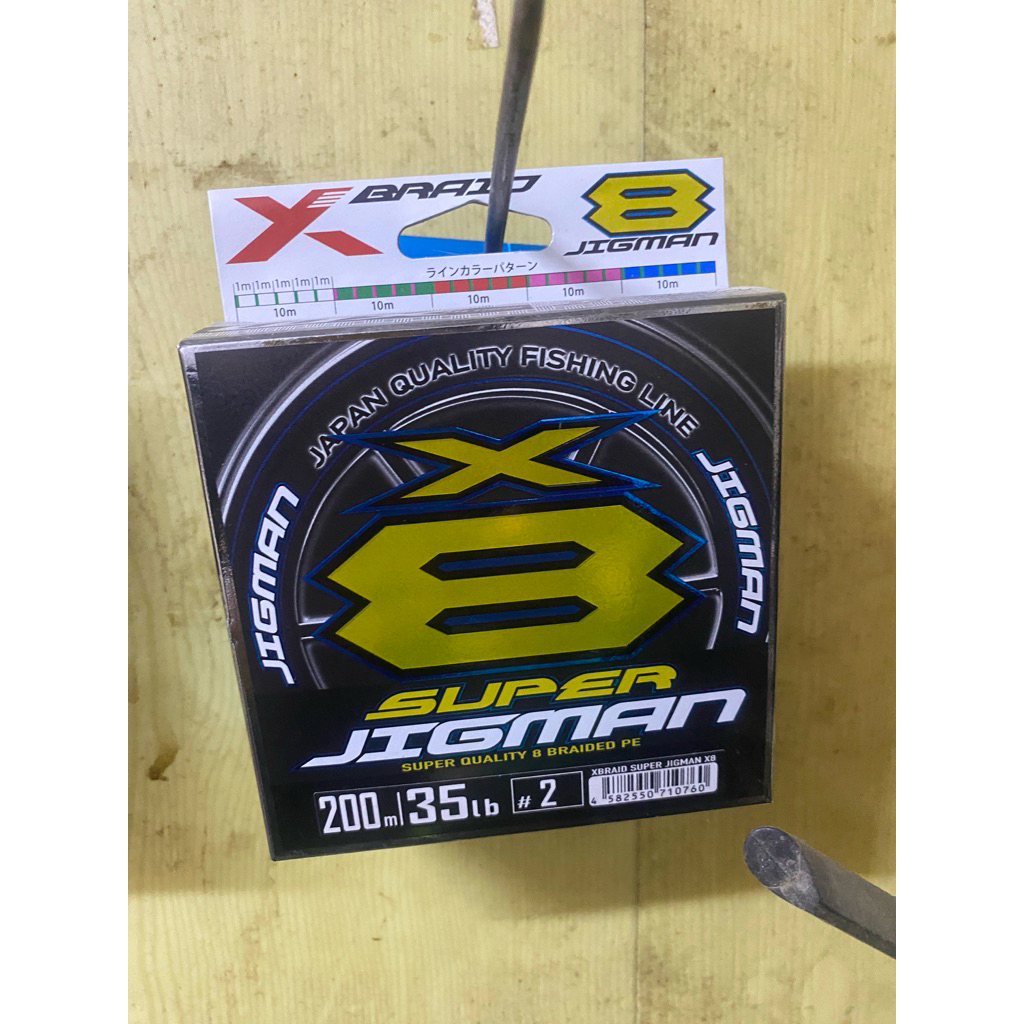 X BRAID 8
JIGMAN
ラインカラーパターン
1m 1m 1m 1m 1m
10m 10m 10m 10m 10m
JAPAN QUALITY FISHING LINE
JIGMAN
JIGMAN
X
8
SUPER
JIGMAN
SUPER QUALITY 8 BRAIDED PE
200m 35lb # 2
XBRAID SUPER JIGMAN X8
4 582550 710760